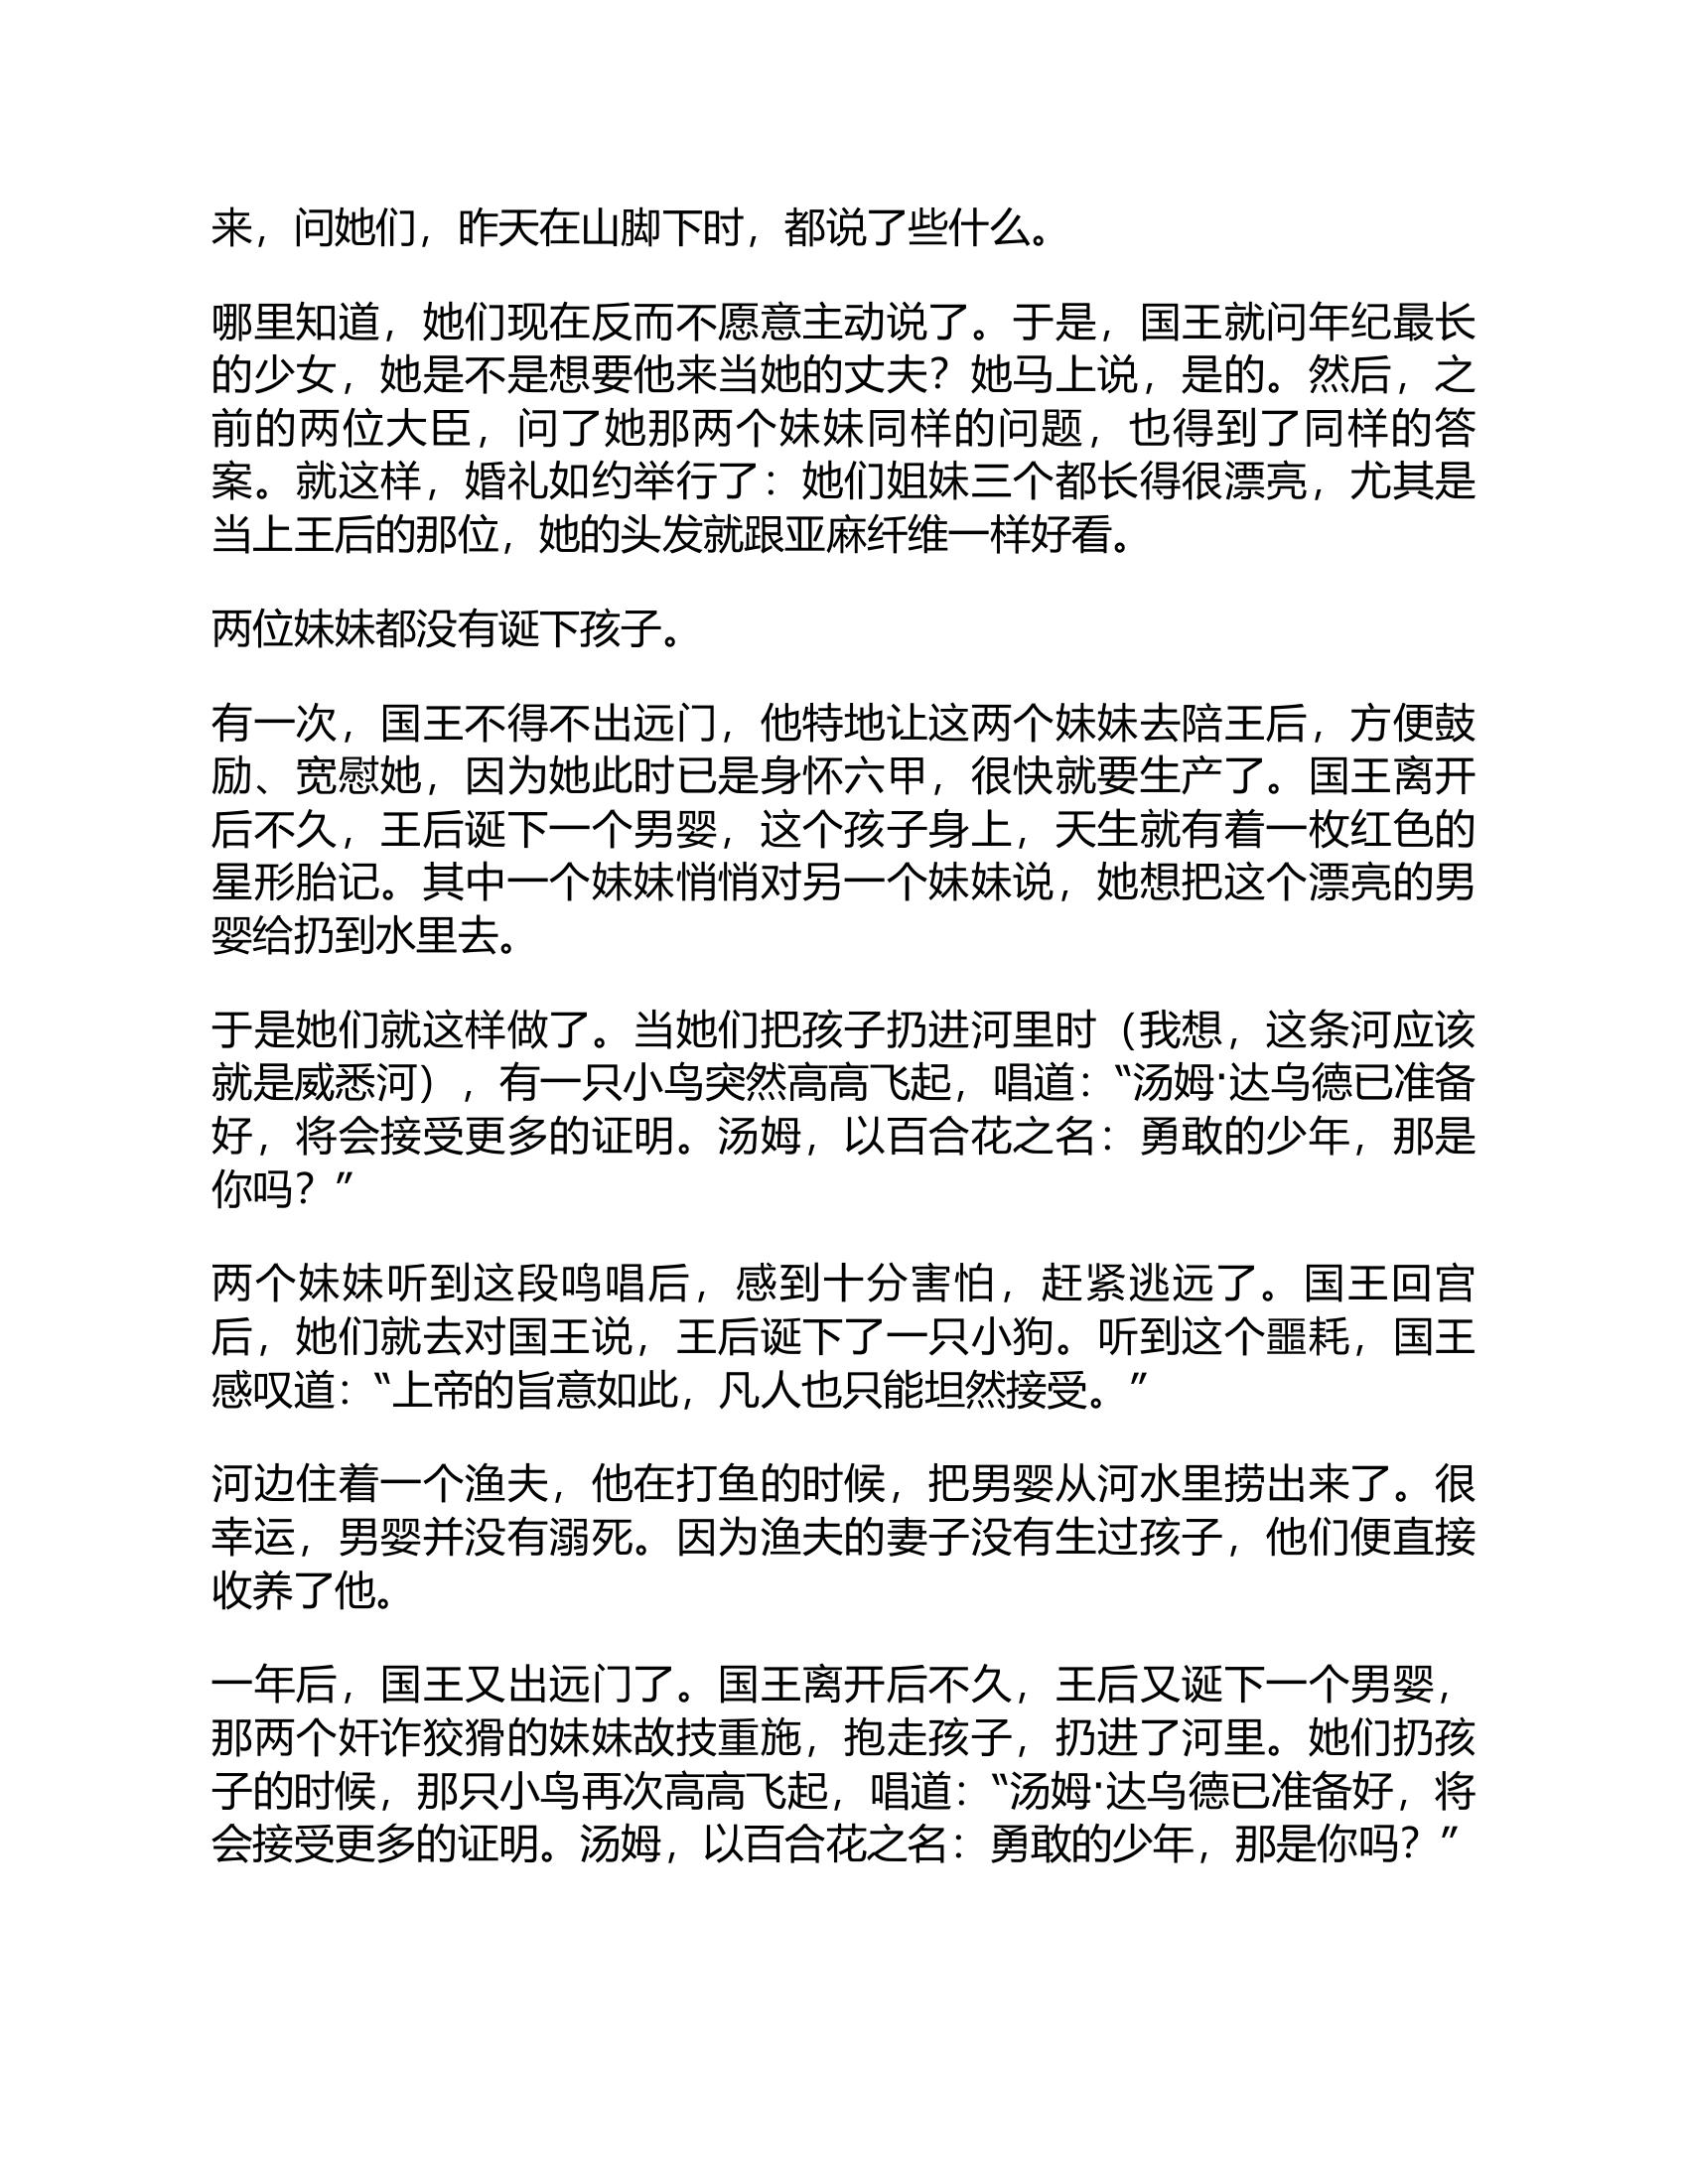 来，问她们，昨天在山脚下时，都说了些什么。
哪里知道，她们现在反而不愿意主动说了。于是，国王就问年纪最长
的少女，她是不是想要他来当她的丈夫？她马上说，是的。然后，之
前的两位大臣，问了她那两个妹妹同样的问题，也得到了同样的答
案。就这样，婚礼如约举行了：她们姐妹三个都长得很漂亮，尤其是
当上王后的那位，她的头发就跟亚麻纤维一样好看。
两位妹妹都没有诞下孩子。
有一次，国王不得不出远门，他特地让这两个妹妹去陪王后，方便鼓
励、宽慰她，因为她此时已是身怀六甲，很快就要生产了。国王离开
后不久，王后诞下一个男婴，这个孩子身上，天生就有着一枚红色的
星形胎记。其中一个妹妹悄悄对另一个妹妹说，她想把这个漂亮的男
婴给扔到水里去。
于是她们就这样做了。当她们把孩子扔进河里时（我想，这条河应该
就是威悉河），有一只小鸟突然高高飞起，唱道：“汤姆·达乌德已准备
好，将会接受更多的证明。汤姆，以百合花之名：勇敢的少年，那是
你吗？”
两个妹妹听到这段鸣唱后，感到十分害怕，赶紧逃远了。国王回宫
后，她们就去对国王说，王后诞下了一只小狗。听到这个噩耗，国王
感叹道：“上帝的旨意如此，凡人也只能坦然接受。”
河边住着一个渔夫，他在打鱼的时候，把男婴从河水里捞出来了。很
幸运，男婴并没有溺死。因为渔夫的妻子没有生过孩子，他们便直接
收养了他。
一年后，国王又出远门了。国王离开后不久，王后又诞下一个男婴，
那两个奸诈狡猾的妹妹故技重施，抱走孩子，扔进了河里。她们扔孩
子的时候，那只小鸟再次高高飞起，唱道：“汤姆·达乌德已准备好，将
会接受更多的证明。汤姆，以百合花之名：勇敢的少年，那是你吗？”